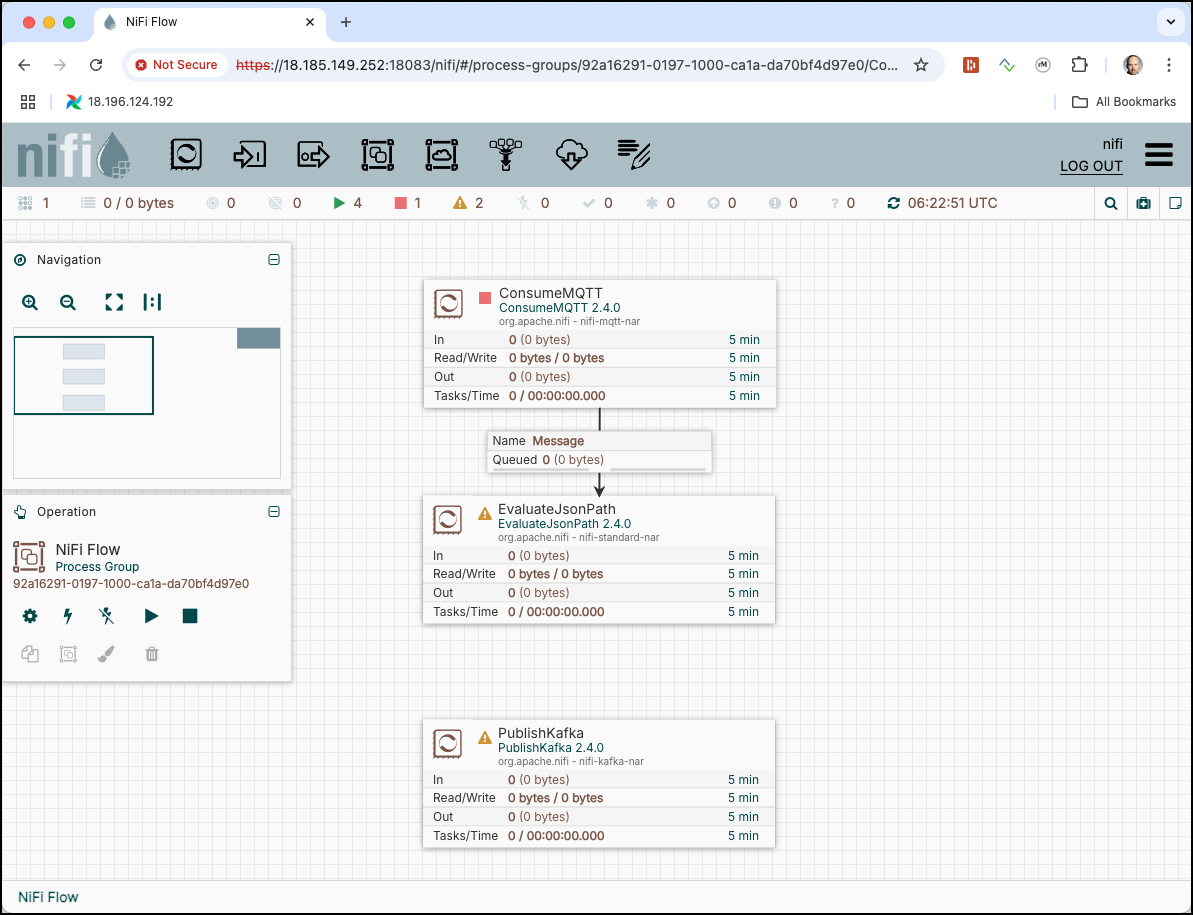 NiFi Flow
Not Secure https://18.185.149.252:18083/nifi/#/process-groups/92a16291-0197-1000-ca1a-da70bf4d97e0/Co...
18.196.124.192
All Bookmarks
nifi
nifi
LOG OUT
1 0 / 0 bytes 0 0 4 1 2 0 0 0 0 0 ? 0 06:22:51 UTC
Navigation
Operation
NiFi Flow
Process Group
92a16291-0197-1000-ca1a-da70bf4d97e0
ConsumeMQTT
ConsumeMQTT 2.4.0
org.apache.nifi - nifi-mqtt-nar
In 0 (0 bytes) 5 min
Read/Write 0 bytes / 0 bytes 5 min
Out 0 (0 bytes) 5 min
Tasks/Time 0 / 00:00:00.000 5 min
Name Message
Queued 0 (0 bytes)
EvaluateJsonPath
EvaluateJsonPath 2.4.0
org.apache.nifi - nifi-standard-nar
In 0 (0 bytes) 5 min
Read/Write 0 bytes / 0 bytes 5 min
Out 0 (0 bytes) 5 min
Tasks/Time 0 / 00:00:00.000 5 min
PublishKafka
PublishKafka 2.4.0
org.apache.nifi - nifi-kafka-nar
In 0 (0 bytes) 5 min
Read/Write 0 bytes / 0 bytes 5 min
Out 0 (0 bytes) 5 min
Tasks/Time 0 / 00:00:00.000 5 min
NiFi Flow